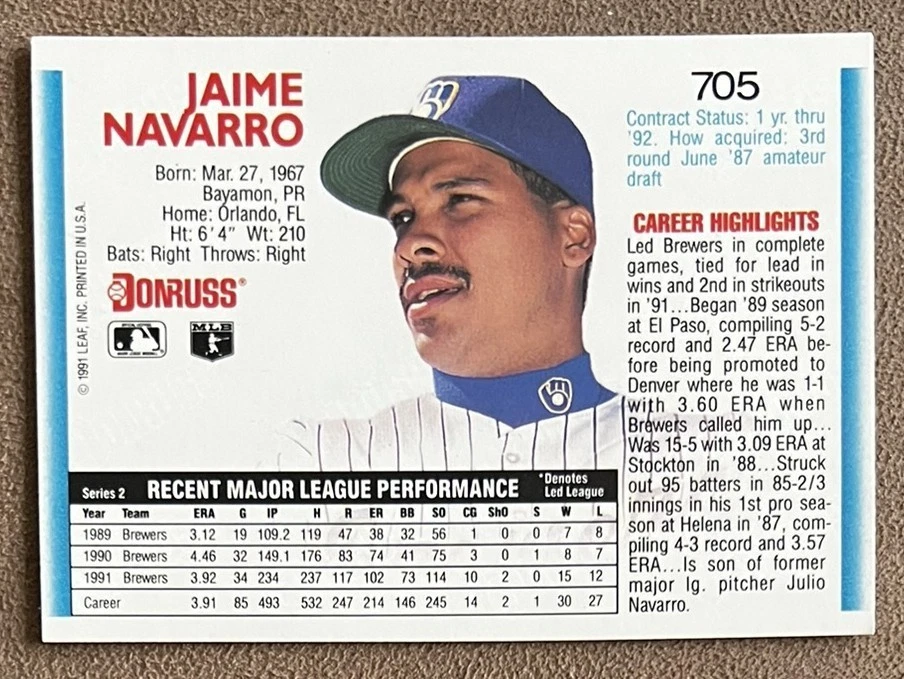 JAIME
NAVARRO
Born: Mar. 27, 1967
Bayamon, PR
Home: Orlando, FL
Ht: 6'4" Wt: 210
Bats: Right Throws: Right
DONRUSS®
MLB
© 1991 LEAF, INC. PRINTED IN U.S.A.
705
Contract Status: 1 yr. thru
'92. How acquired: 3rd
round June '87 amateur
draft
CAREER HIGHLIGHTS
Led Brewers in complete
games, tied for lead in
wins and 2nd in strikeouts
in '91...Began '89 season
at El Paso, compiling 5-2
record and 2.47 ERA be-
fore being promoted to
Denver where he was 1-1
with 3.60 ERA when
Brewers called him up...
Was 15-5 with 3.09 ERA at
Stockton in '88...Struck
out 95 batters in 85-2/3
innings in his 1st pro sea-
son at Helena in '87, com-
piling 4-3 record and 3.57
ERA...Is son of former
major lg. pitcher Julio
Navarro.
Series 2 RECENT MAJOR LEAGUE PERFORMANCE *Denotes
Led League
Year Team ERA G IP H R ER BB SO CG ShO S W L
1989 Brewers 3.12 19 109.2 119 47 38 32 56 1 0 0 7 8
1990 Brewers 4.46 32 149.1 176 83 74 41 75 3 0 1 8 7
1991 Brewers 3.92 34 234 237 117 102 73 114 10 2 0 15 12
Career 3.91 85 493 532 247 214 146 245 14 2 1 30 27